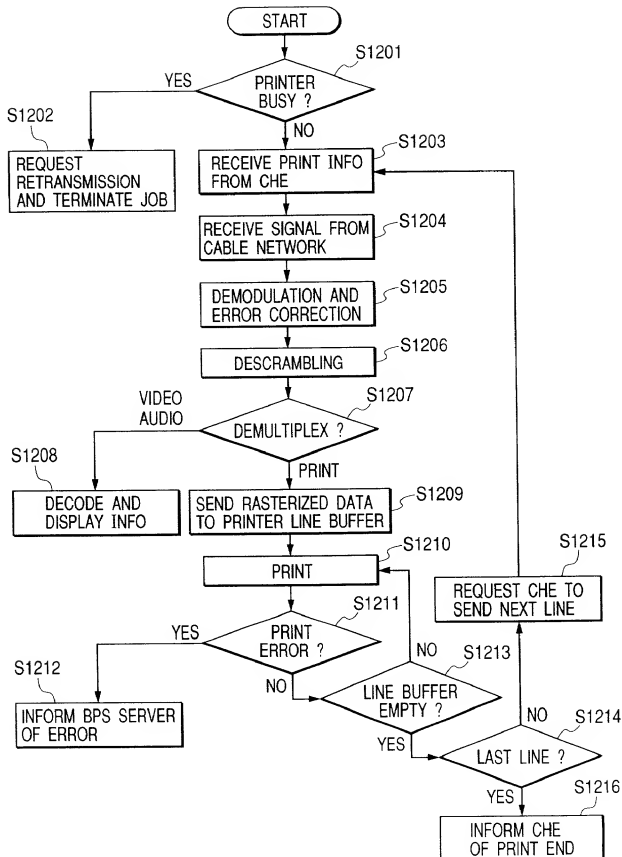 START
S1201
YES
PRINTER
BUSY ?
S1202
NO
REQUEST
RETRANSMISSION
AND TERMINATE JOB
S1203
RECEIVE PRINT INFO
FROM CHE
S1204
RECEIVE SIGNAL FROM
CABLE NETWORK
S1205
DEMODULATION AND
ERROR CORRECTION
S1206
DESCRAMBLING
S1207
VIDEO
AUDIO
DEMULTIPLEX ?
S1208
PRINT
DECODE AND
DISPLAY INFO
S1209
SEND RASTERIZED DATA
TO PRINTER LINE BUFFER
S1210
PRINT
S1215
REQUEST CHE TO
SEND NEXT LINE
S1211
YES
PRINT
ERROR ?
S1212
NO
INFORM BPS SERVER
OF ERROR
NO
S1213
LINE BUFFER
EMPTY ?
YES
NO
S1214
LAST LINE ?
YES
S1216
INFORM CHE
OF PRINT END